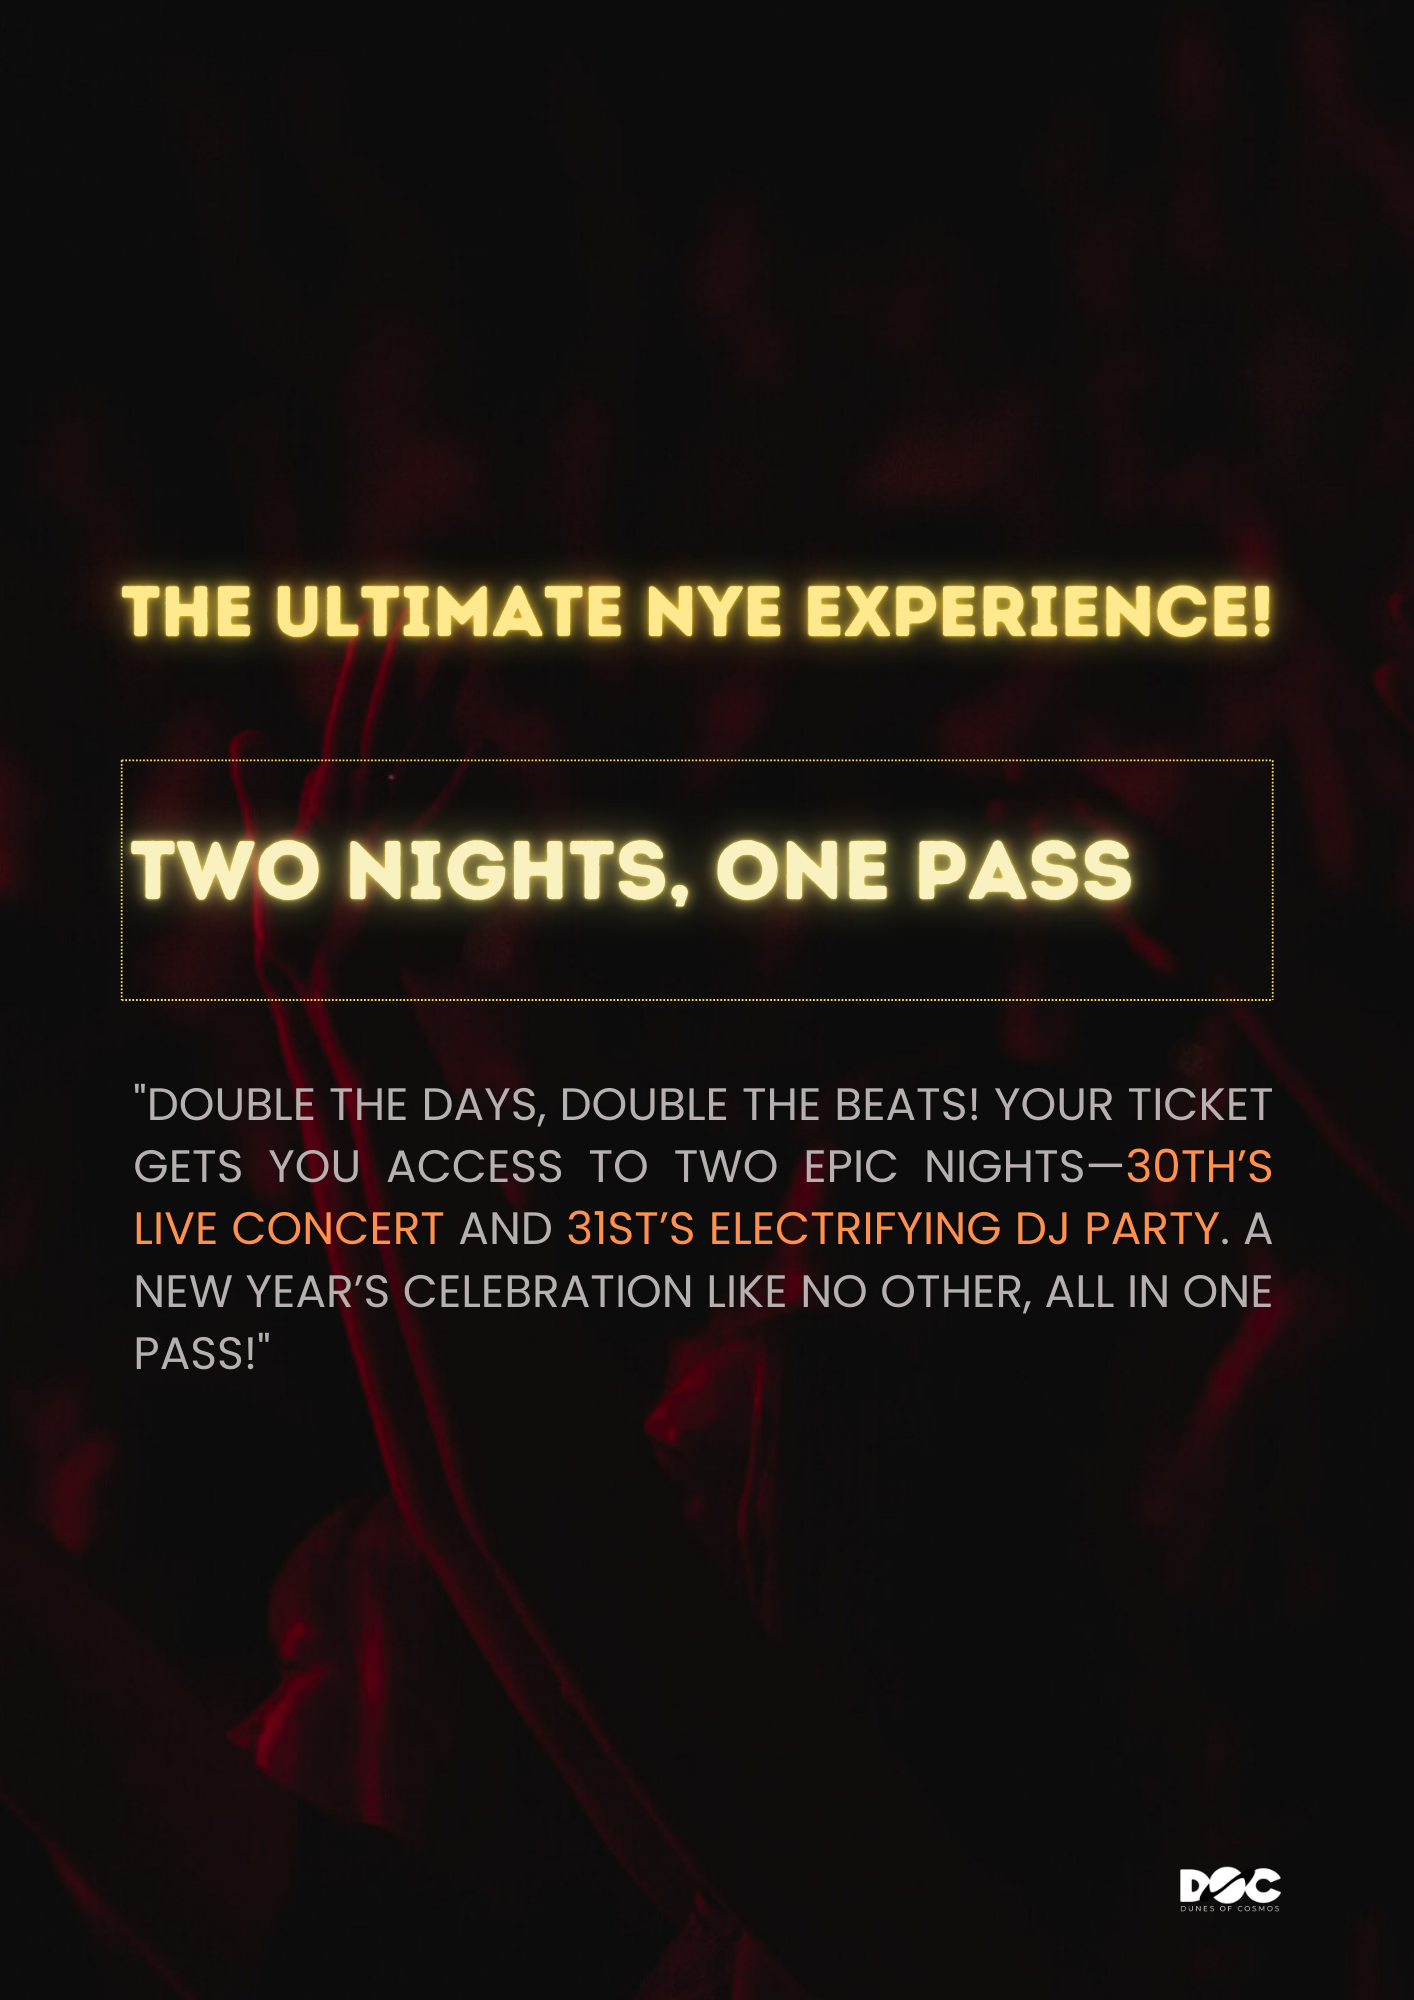 THE ULTIMATE NYE EXPERIENCE!
TWO NIGHTS, ONE PASS
"DOUBLE THE DAYS, DOUBLE THE BEATS! YOUR TICKET
GETS YOU ACCESS TO TWO EPIC NIGHTS—30TH’S
LIVE CONCERT AND 31ST’S ELECTRIFYING DJ PARTY. A
NEW YEAR’S CELEBRATION LIKE NO OTHER, ALL IN ONE
PASS!"
DOC
DUNES OF COSMOS